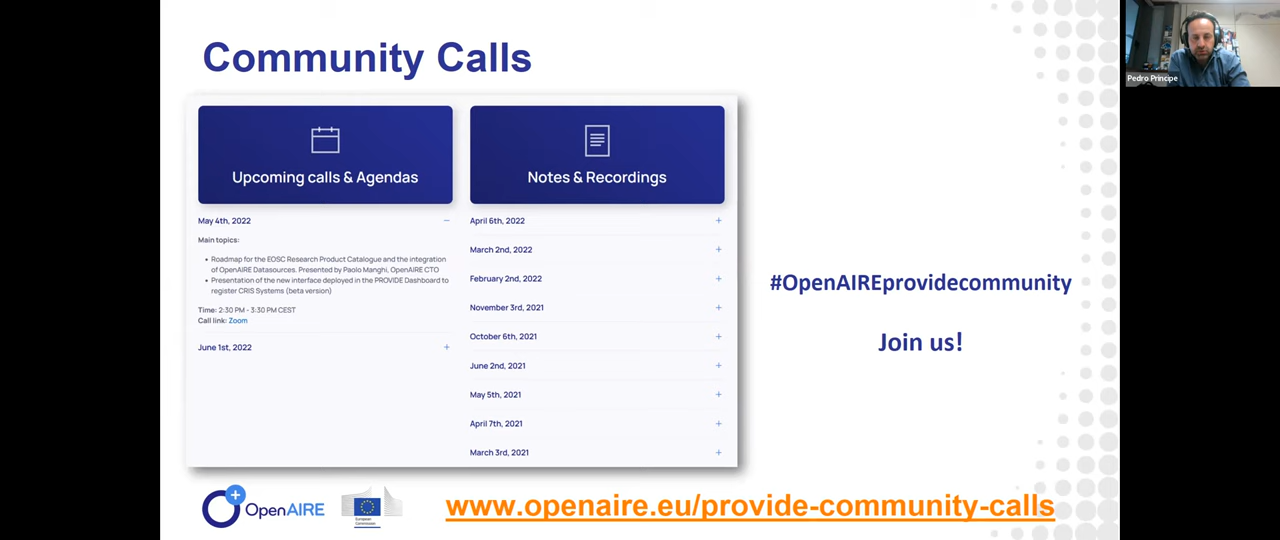 Community Calls
Upcoming calls & Agendas
May 4th, 2022
Main topics:
Roadmap for the EOSC Research Product Catalogue and the integration
of OpenAIRE Datasources. Presented by Paolo Manghi, OpenAIRE CTO
Presentation of the new interface deployed in the PROVIDE Dashboard to
register CRIS Systems (beta version)
Time: 2:30 PM - 3:30 PM CEST
Call link: Zoom
June 1st, 2022
Notes & Recordings
April 6th, 2022
March 2nd, 2022
February 2nd, 2022
November 3rd, 2021
October 6th, 2021
June 2nd, 2021
May 5th, 2021
April 7th, 2021
March 3rd, 2021
#OpenAIREprovidecommunity
Join us!
OpenAIRE
European
Commission
www.openaire.eu/provide-community-calls
Pedro Principe